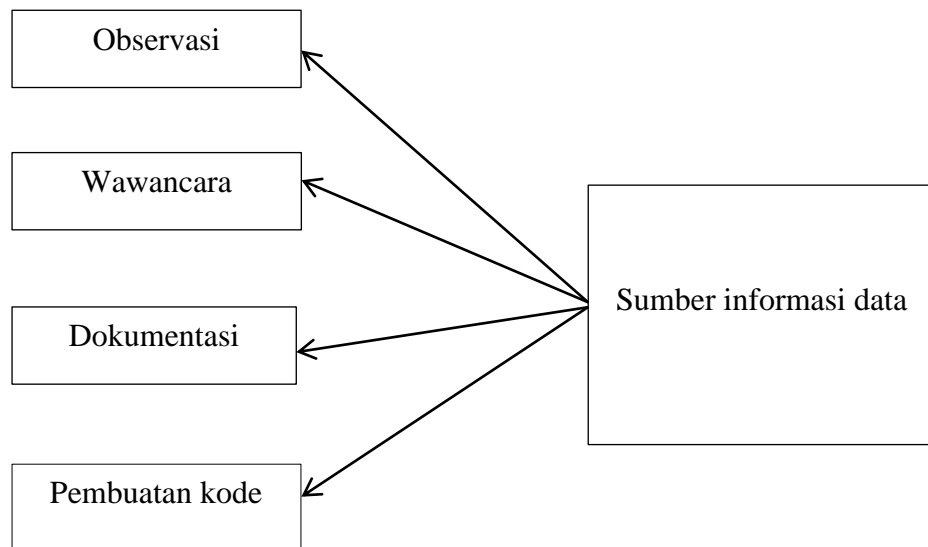 Observasi
Wawancara
Sumber informasi data
Dokumentasi
Pembuatan kode